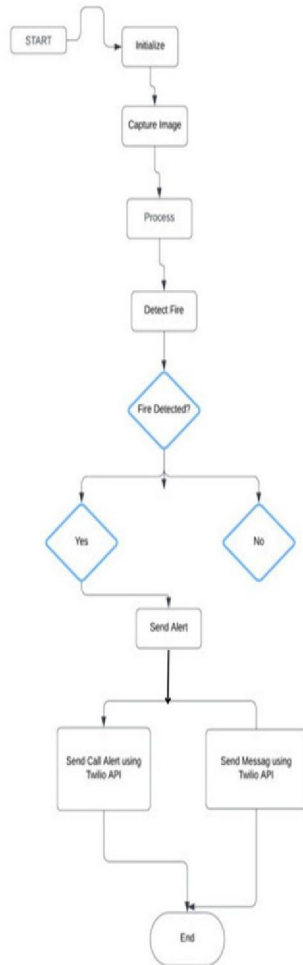 START
Initialize
Capture Image
Process
Detect Fire
Fire Detected?
Yes
No
Send Alert
Send Call Alert using
Twilio API
Send Messag using
Twilio API
End